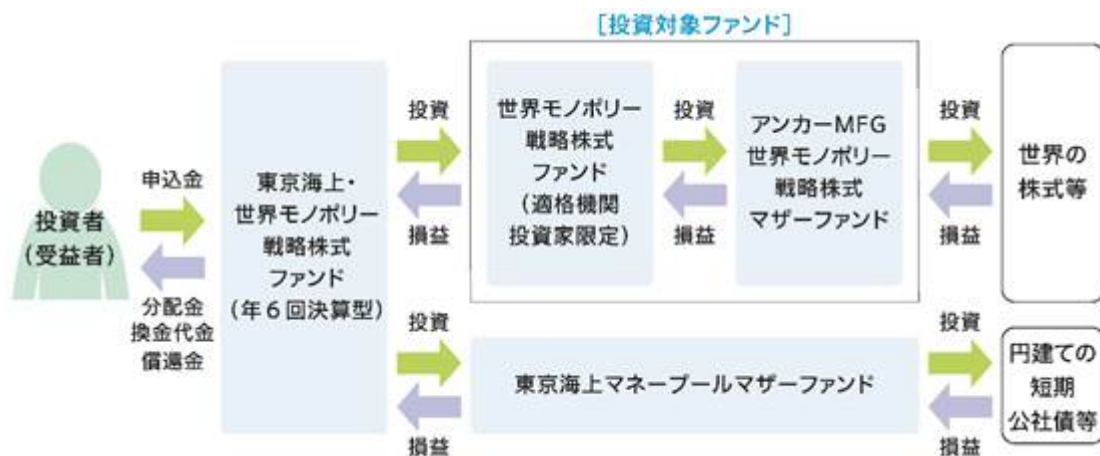 ［投資対象ファンド］
投資者
（受益者）
申込金
分配金
換金代金
償還金
東京海上・
世界モノポリー
戦略株式
ファンド
（年６回決算型）
投資
損益
世界モノポリー
戦略株式
ファンド
（適格機関
投資家限定）
投資
損益
アンカーMFG
世界モノポリー
戦略株式
マザーファンド
投資
損益
世界の
株式等
投資
損益
東京海上マネープールマザーファンド
投資
損益
円建ての
短期
公社債等